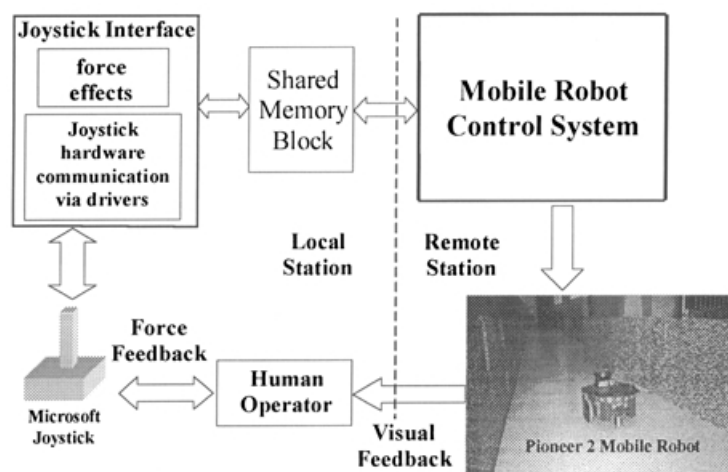 Joystick Interface
force
effects
Joystick
hardware
communication
via drivers
Shared
Memory
Block
Mobile Robot
Control System
Local
Station
Remote
Station
Force
Feedback
Microsoft
Joystick
Human
Operator
Visual
Feedback
Pioneer 2 Mobile Robot